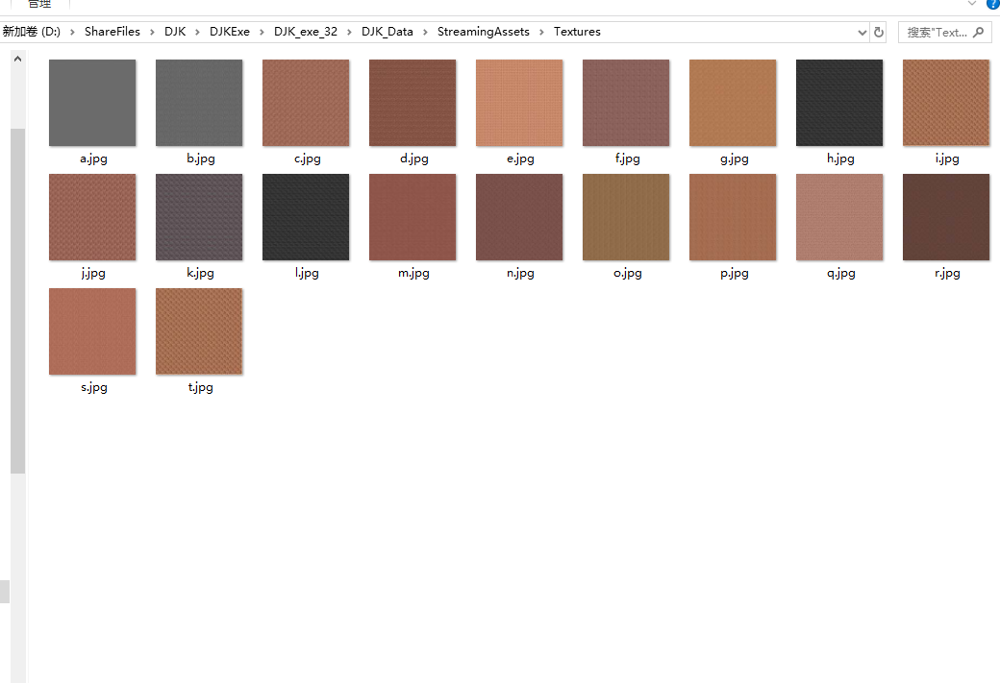 管理
新加卷 (D:) > ShareFiles > DJK > DJKExe > DJK_exe_32 > DJK_Data > StreamingAssets > Textures
搜索"Text...
a.jpg b.jpg c.jpg d.jpg e.jpg f.jpg g.jpg h.jpg i.jpg
j.jpg k.jpg l.jpg m.jpg n.jpg o.jpg p.jpg q.jpg r.jpg
s.jpg t.jpg